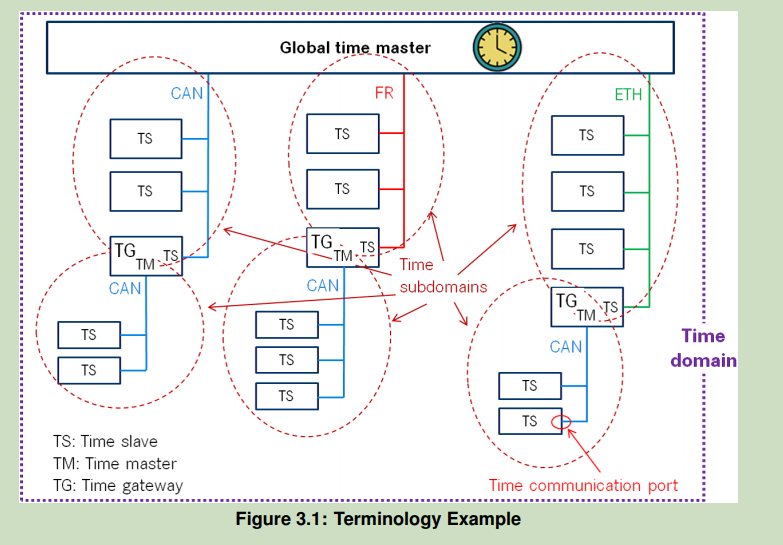 Global time master
CAN
FR
ETH
TS
TS
TS
TS
TS
TS
TS
TG
TM
TS
TG
TM
TS
TG
TM
TS
CAN
CAN
CAN
Time
subdomains
TS
TS
TS
TS
TS
TS
TS
Time
domain
TS: Time slave
TM: Time master
TG: Time gateway
Time communication port
Figure 3.1: Terminology Example